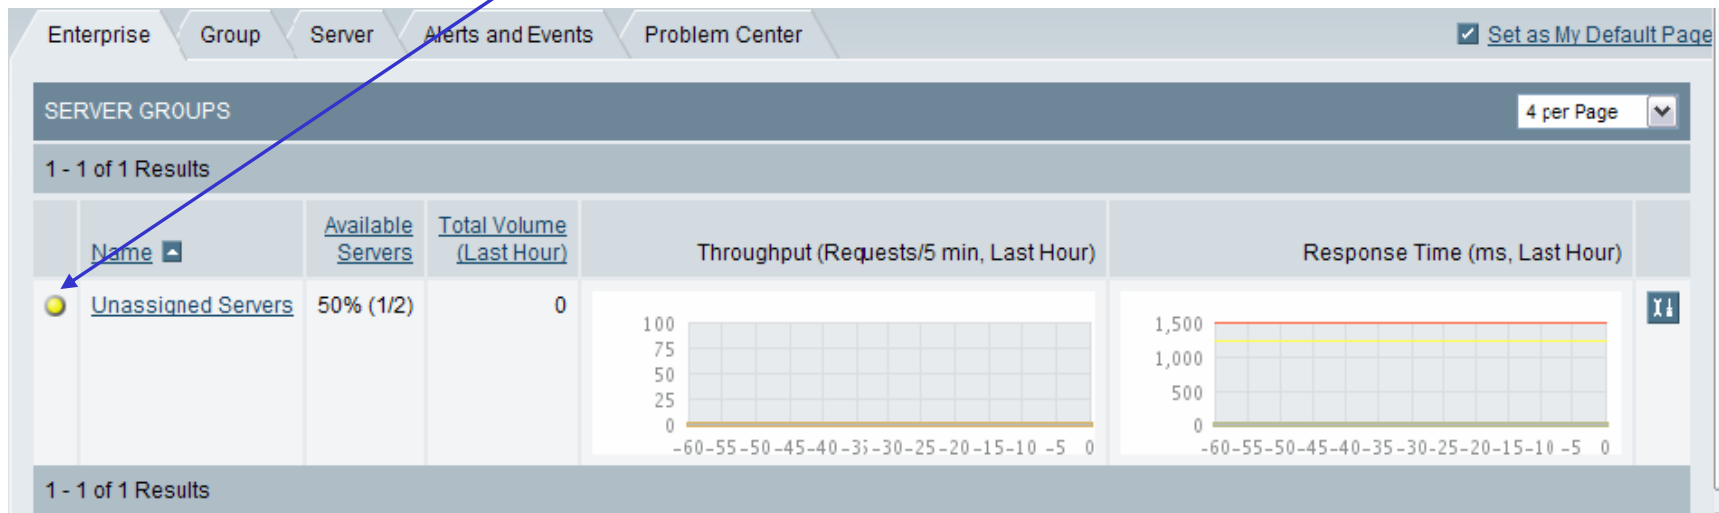 Enterprise Group Server Alerts and Events Problem Center Set as My Default Page
SERVER GROUPS 4 per Page
1 - 1 of 1 Results
Available Total Volume
Name Servers (Last Hour) Throughput (Requests/5 min, Last Hour) Response Time (ms, Last Hour)
Unassigned Servers 50% (1/2) 0
100 1,500
75
50 1,000
25 500
0 0
-60-55-50-45-40-35-30-25-20-15-10 -5 0 -60-55-50-45-40-35-30-25-20-15-10 -5 0
1 - 1 of 1 Results